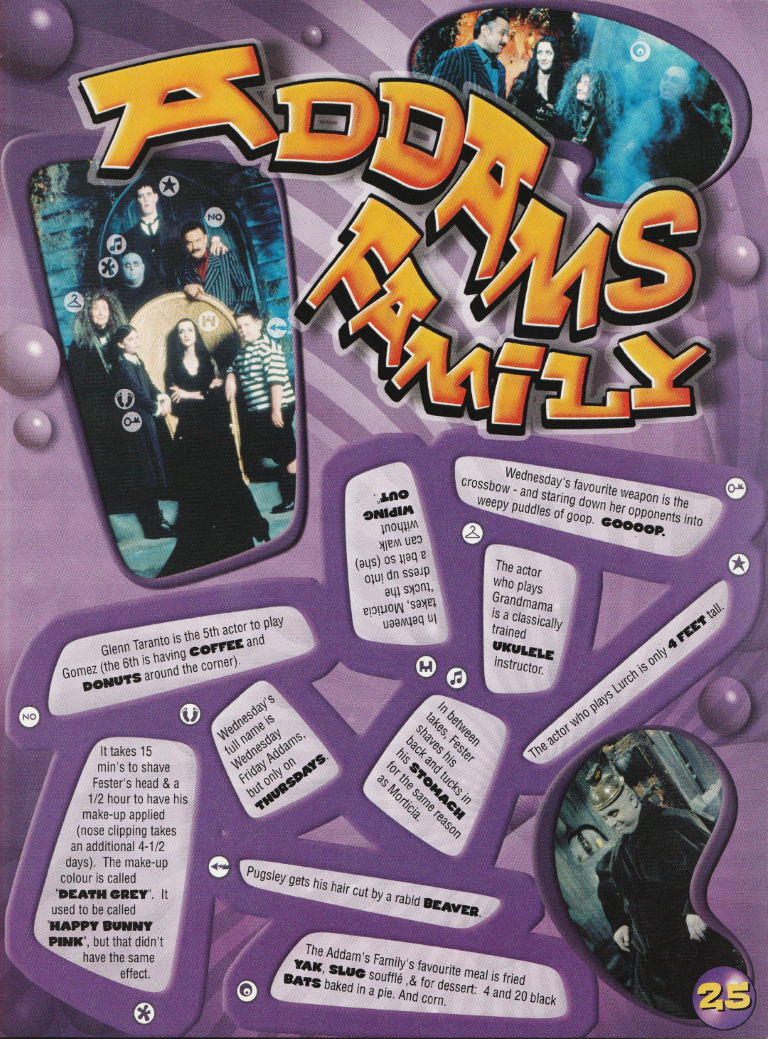 ADDAMS
FAMILY
NO
Wednesday's favourite weapon is the
crossbow - and staring down her opponents into
weepy puddles of goop. GOOOOP.
In between
takes, Morticia
'tucks the
dress up into
a belt so (she)
can walk
without
WIPING
OUT'.
The actor
who plays
Grandmama
is a classically
trained
UKULELE
instructor.
The actor who plays Lurch is only 4 FEET tall.
Glenn Taranto is the 5th actor to play
Gomez (the 6th is having COFFEE and
DONUTS around the corner).
NO
Wednesday's
full name is
Wednesday
Friday Addams,
but only on
THURSDAYS.
In between
takes, Fester
shaves his
back and tucks in
his STOMACH
for the same reason
as Morticia.
It takes 15
min's to shave
Fester's head & a
1/2 hour to have his
make-up applied
(nose clipping takes
an additional 4-1/2
days). The make-up
colour is called
"DEATH GREY". It
used to be called
"HAPPY BUNNY
PINK", but that didn't
have the same
effect.
Pugsley gets his hair cut by a rabid BEAVER.
The Addam's Family's favourite meal is fried
YAK, SLUG soufflé ,& for dessert: 4 and 20 black
BATS baked in a pie. And corn.
25